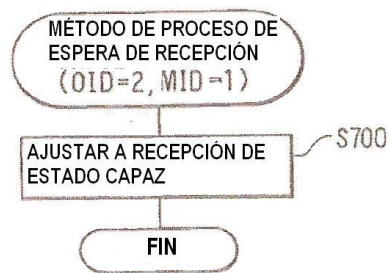 MÉTODO DE PROCESO DE
ESPERA DE RECEPCIÓN
(OID=2, MID=1)
S700
AJUSTAR A RECEPCIÓN DE
ESTADO CAPAZ
FIN